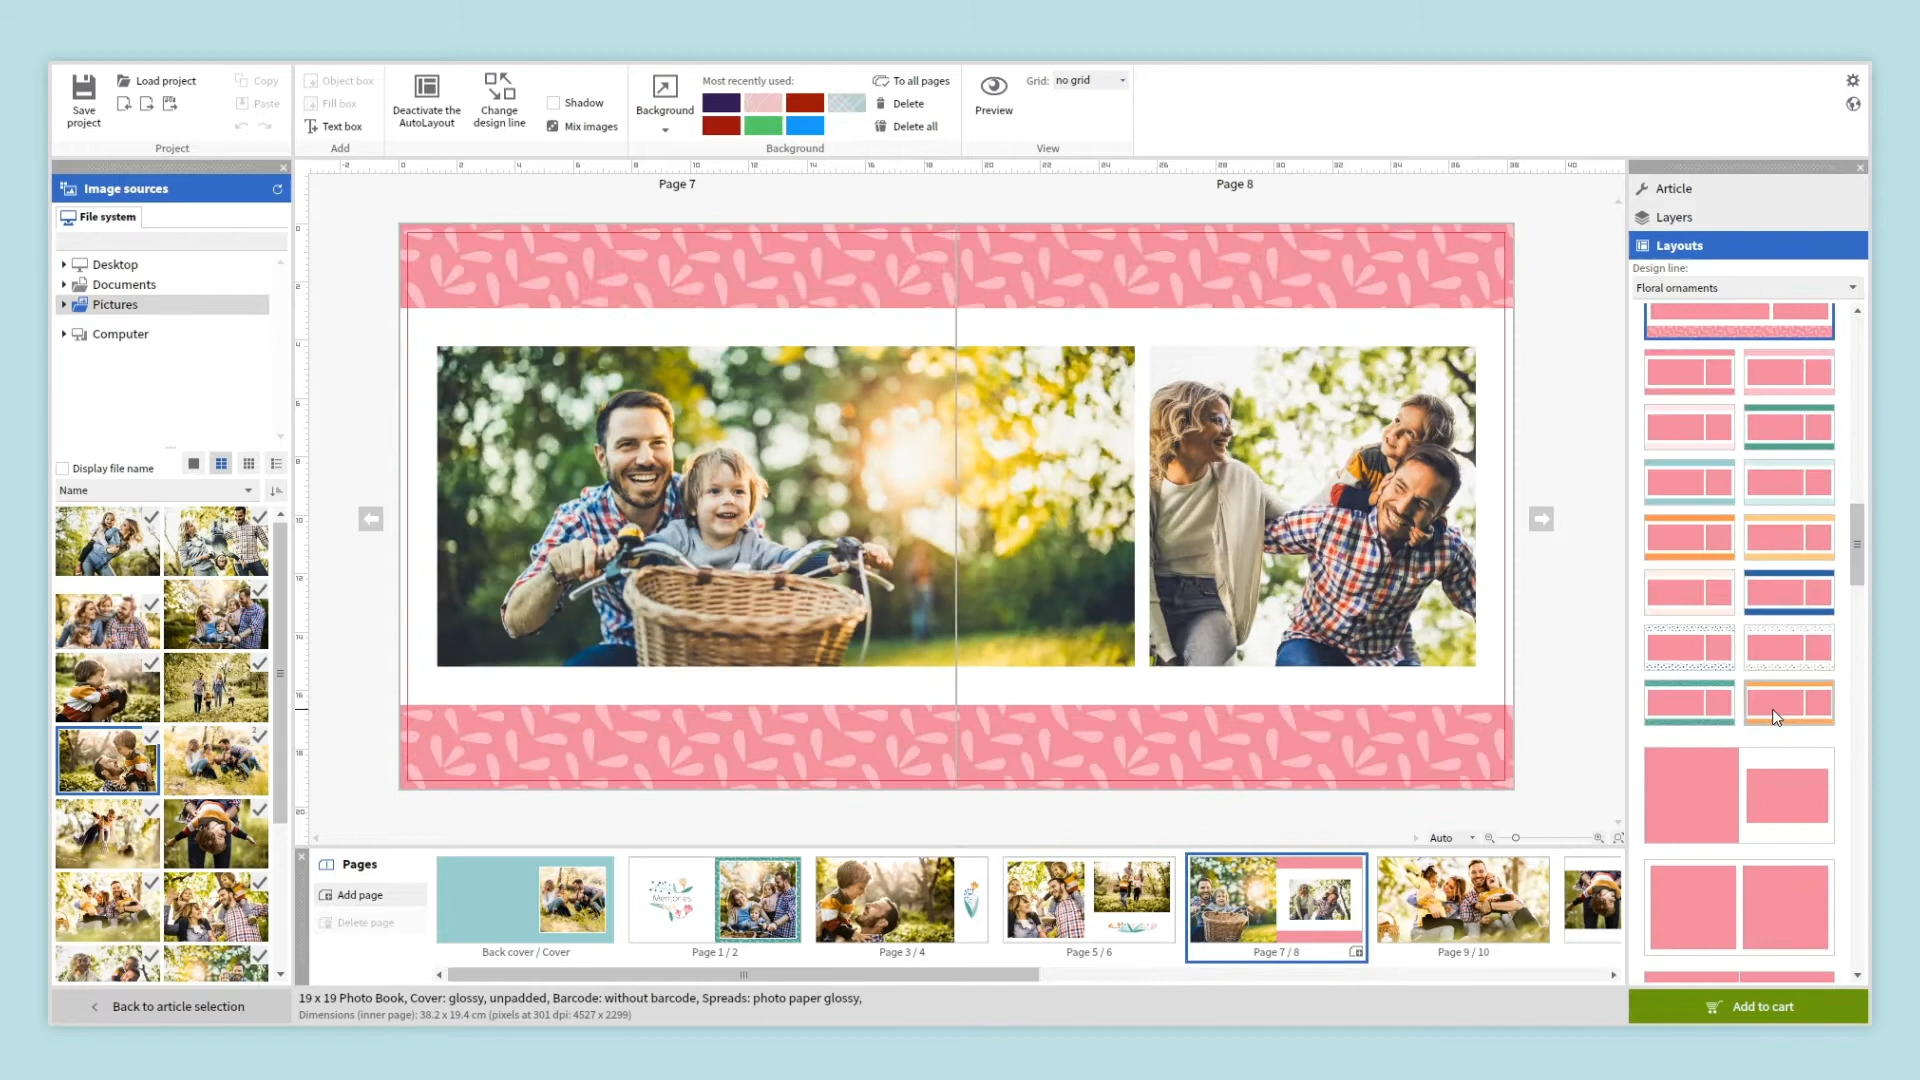 Save
project
Load project
Copy
Paste
Project
Object box
Fill box
Text box
Add
Deactivate the
AutoLayout
Change
design line
Shadow
Mix images
Background
Most recently used:
To all pages
Delete
Delete all
Background
Preview
Grid: no grid
View
Image sources
File system
Desktop
Documents
Pictures
Computer
Display file name
Name
Page 7
Page 8
Article
Layers
Layouts
Design line:
Floral ornaments
Auto
Pages
Add page
Delete page
Memories
Back cover / Cover
Page 1 / 2
Page 3 / 4
Page 5 / 6
Page 7 / 8
Page 9 / 10
Back to article selection
19 x 19 Photo Book, Cover: glossy, unpadded, Barcode: without barcode, Spreads: photo paper glossy,
Dimensions (inner page): 38.2 x 19.4 cm (pixels at 301 dpi: 4527 x 2299)
Add to cart